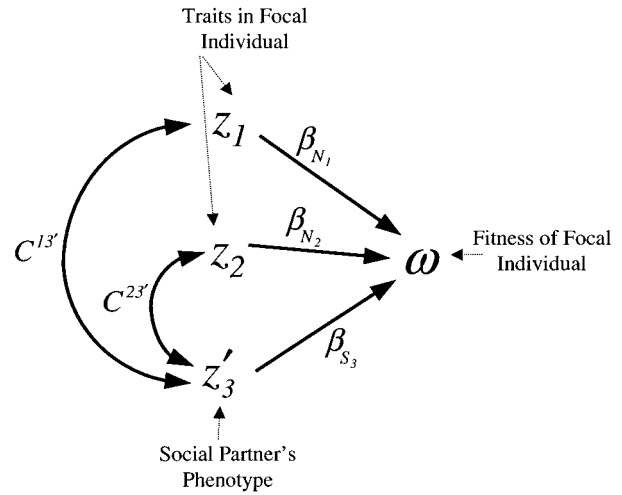 Traits in Focal
Individual
z1
βN1
βN2
C13′
z2
ω
Fitness of Focal
Individual
C23′
βS3
z′3
Social Partner's
Phenotype